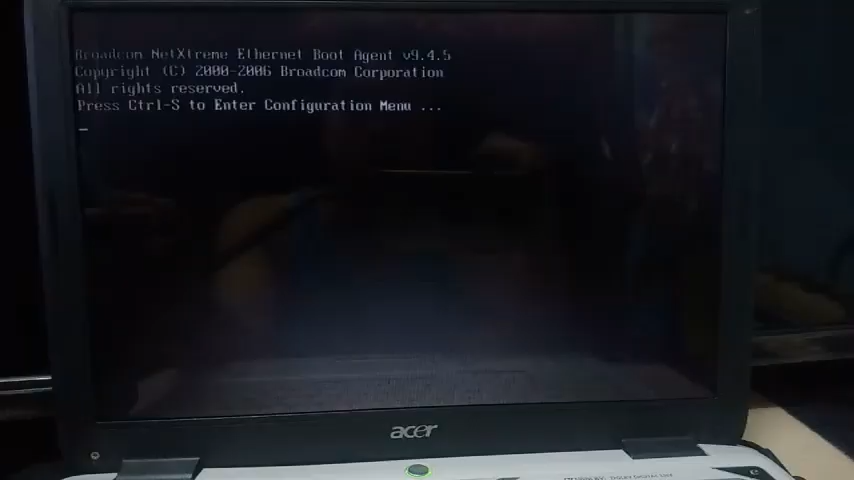 Broadcom NetXtreme Ethernet Boot Agent v9.4.5
Copyright (C) 2000-2006 Broadcom Corporation
All rights reserved.
Press Ctrl-S to Enter Configuration Menu ...
acer